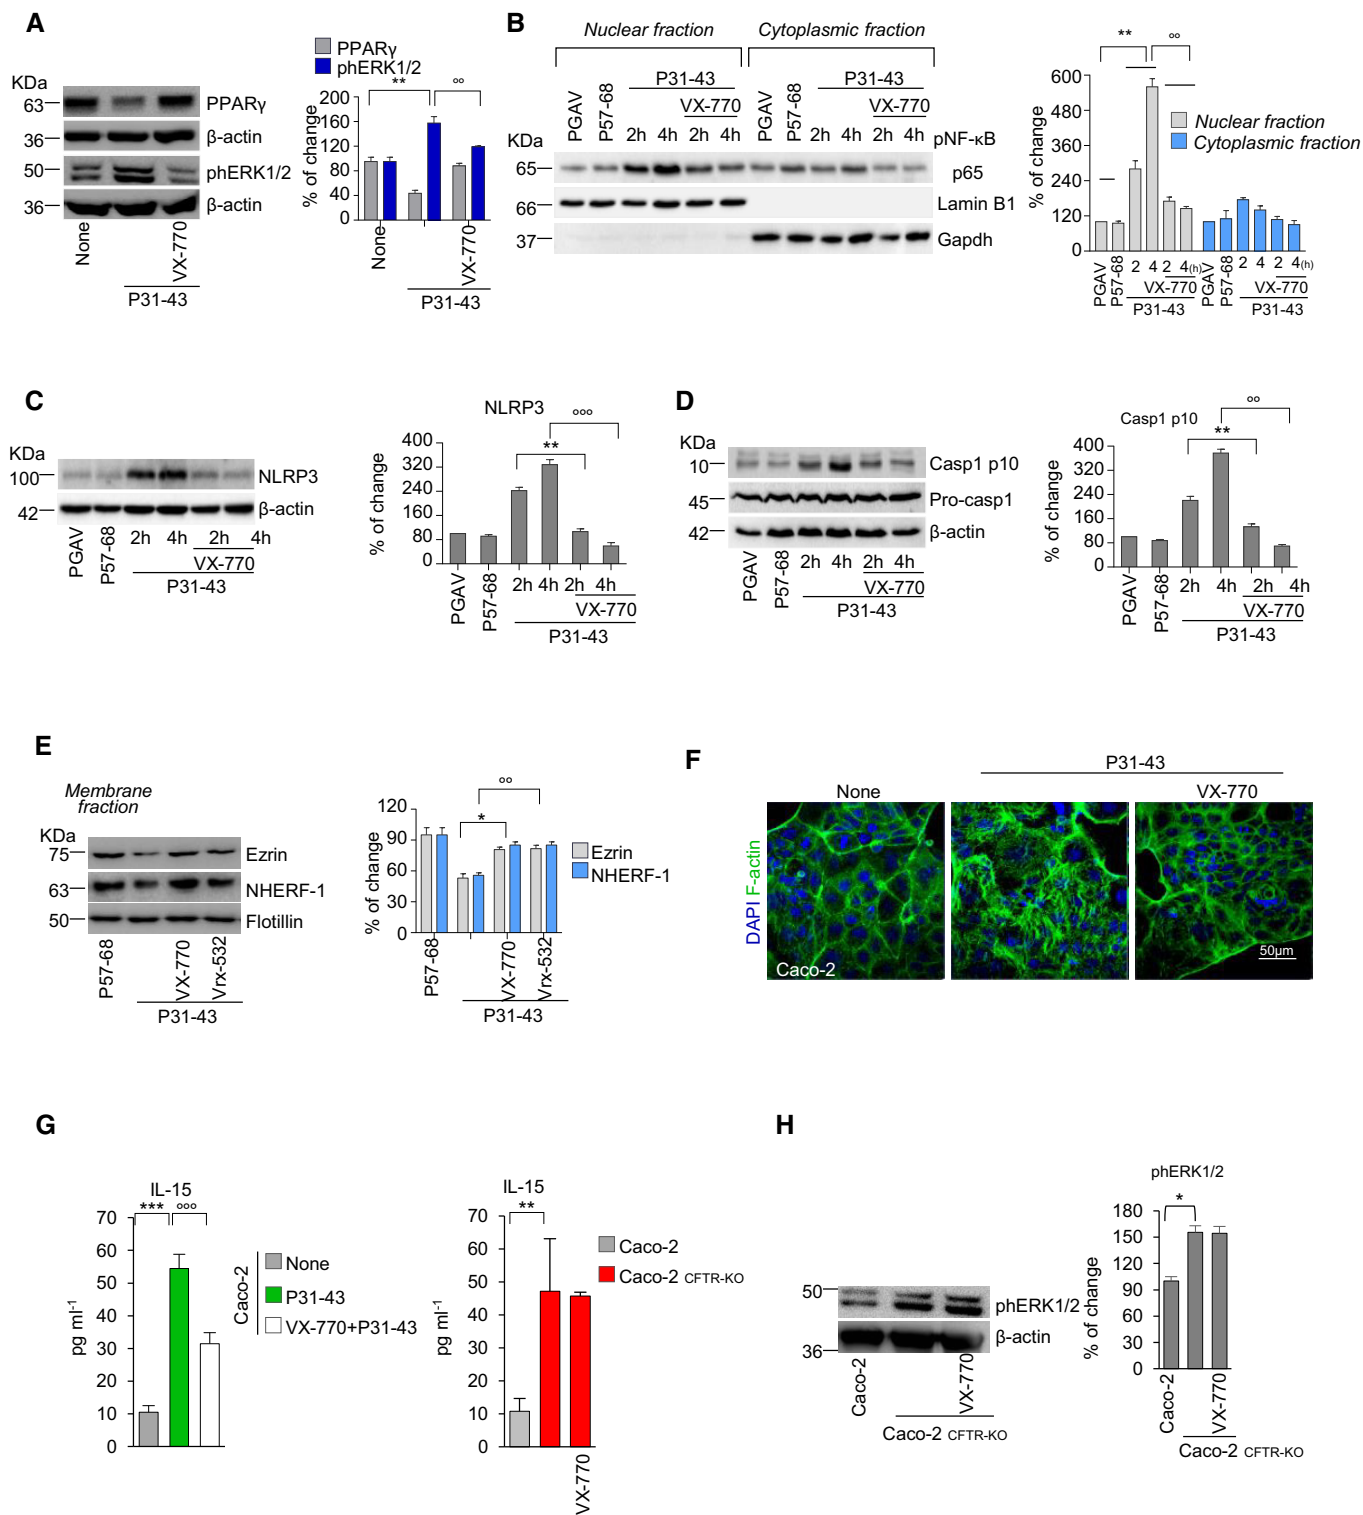 A
KDa
63
36
50
36
PPARγ
β-actin
phERK1/2
β-actin
None
VX-770
P31-43
PPARγ
phERK1/2
**
°°
% of change
200
160
120
80
40
0
None
VX-770
P31-43
B
Nuclear fraction
Cytoplasmic fraction
P31-43
P31-43
VX-770
VX-770
PGAV
P57-68
2h
4h
2h
4h
PGAV
P57-68
2h
4h
2h
4h
KDa
pNF-κB
65
p65
66
Lamin B1
37
Gapdh
**
°°
% of change
600
480
360
240
120
0
Nuclear fraction
Cytoplasmic fraction
PGAV
P57-68
2
4
2
4(h)
PGAV
P57-68
2
4
2
4(h)
VX-770
VX-770
P31-43
P31-43
C
KDa
100
42
NLRP3
β-actin
PGAV
P57-68
2h
4h
2h
4h
VX-770
P31-43
NLRP3
°°°
**
% of change
400
320
240
160
80
0
PGAV
P57-68
2h
4h
2h
4h
VX-770
P31-43
D
KDa
10
45
42
Casp1 p10
Pro-casp1
β-actin
PGAV
P57-68
2h
4h
2h
4h
VX-770
P31-43
Casp1 p10
°°
**
% of change
400
320
240
160
80
0
PGAV
P57-68
2h
4h
2h
4h
VX-770
P31-43
E
Membrane
fraction
KDa
75
63
50
Ezrin
NHERF-1
Flotillin
P57-68
VX-770
Vrx-532
P31-43
°°
*
% of change
120
90
60
30
0
Ezrin
NHERF-1
P57-68
VX-770
Vrx-532
P31-43
F
P31-43
None
VX-770
DAPI F-actin
Caco-2
50µm
G
IL-15
***
°°°
pg ml-1
70
60
50
40
30
20
10
0
Caco-2
None
P31-43
VX-770+P31-43
IL-15
**
pg ml-1
70
60
50
40
30
20
10
0
Caco-2
Caco-2 CFTR-KO
VX-770
H
50
36
phERK1/2
β-actin
Caco-2
VX-770
Caco-2 CFTR-KO
phERK1/2
*
% of change
180
150
120
90
60
30
0
Caco-2
VX-770
Caco-2 CFTR-KO